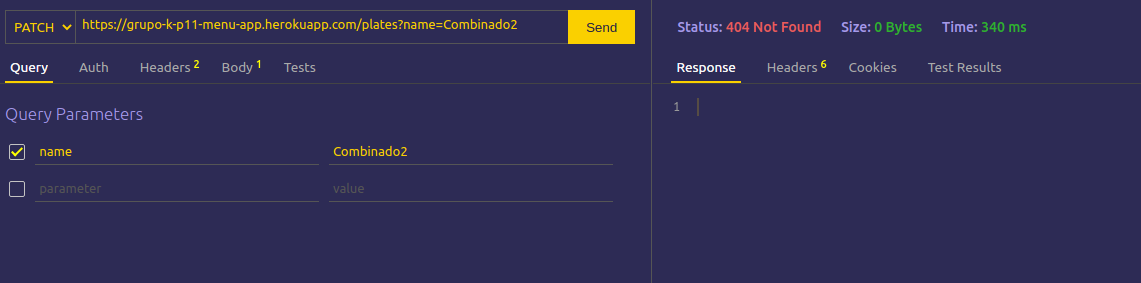 PATCH https://grupo-k-p11-menu-app.herokuapp.com/plates?name=Combinado2 Send
Query Auth Headers 2 Body 1 Tests
Query Parameters
name Combinado2
parameter value
Status: 404 Not Found Size: 0 Bytes Time: 340 ms
Response Headers 6 Cookies Test Results
1